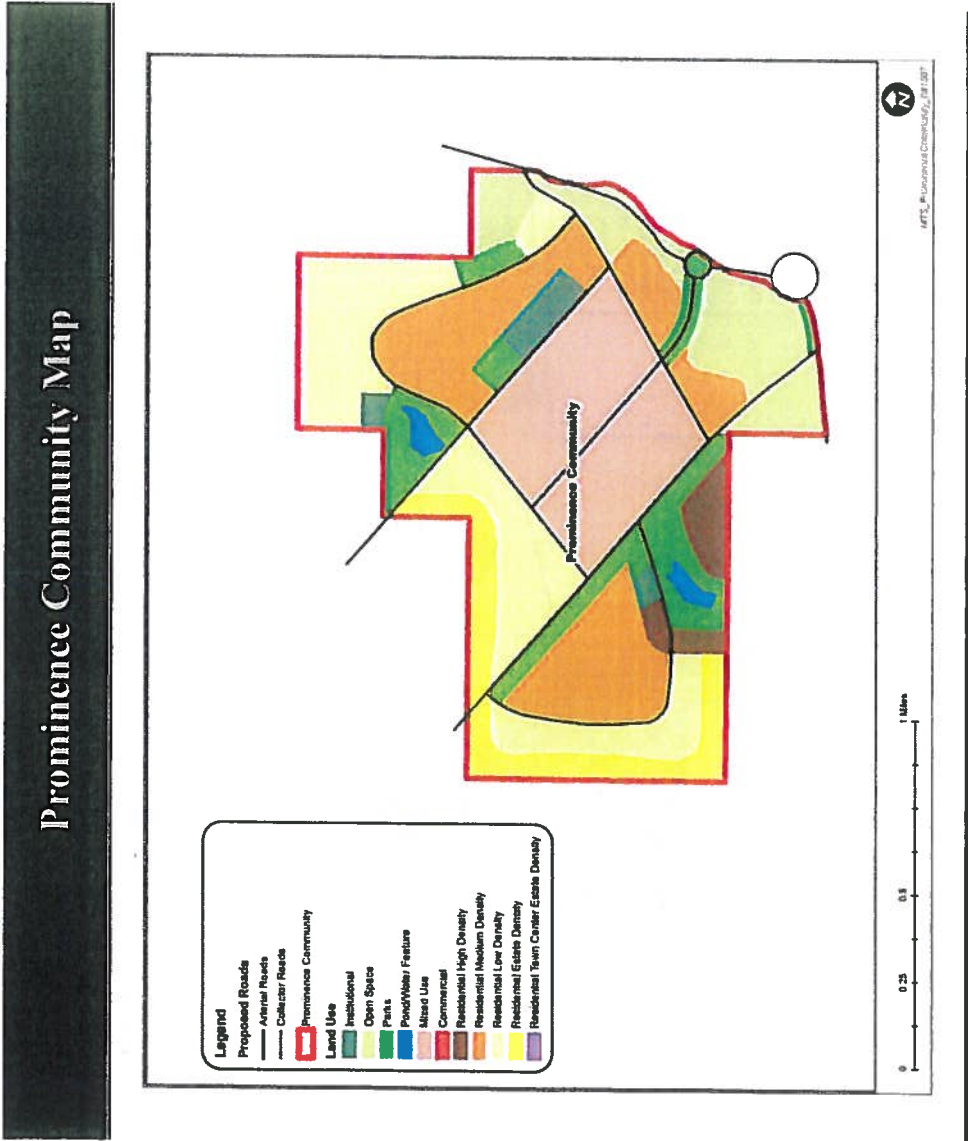 Prominence Community Map
Prominence Community
Legend
Proposed Roads
Arterial Roads
Collector Roads
Prominence Community
Land Use
Institutional
Open Space
Parks
Pond/Water Feature
Mixed Use
Commercial
Residential High Density
Residential Medium Density
Residential Low Density
Residential Estate Density
Residential Town Center Estate Density
0 0.25 0.5 1 Miles
N